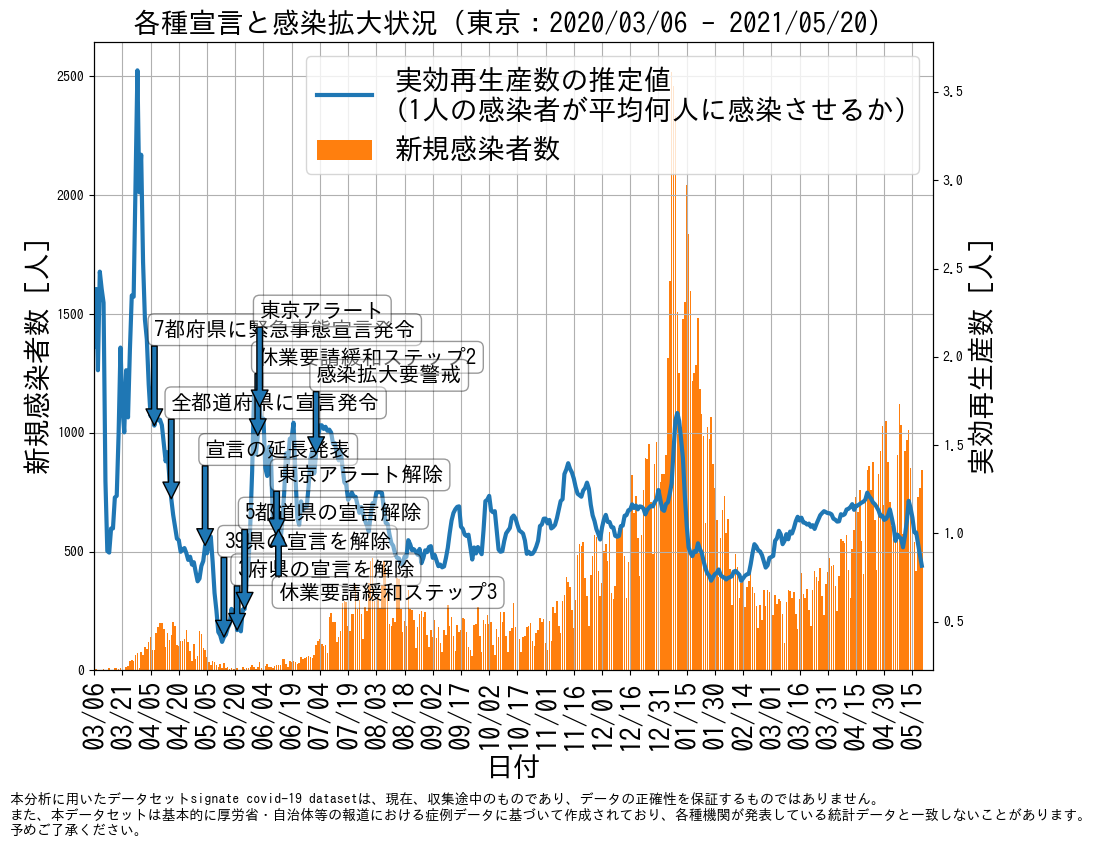 各種宣言と感染拡大状況（東京：2020/03/06 - 2021/05/20）
実効再生産数の推定値
(1人の感染者が平均何人に感染させるか)
新規感染者数
新規感染者数 [人]
2500
2000
1500
1000
500
0
3.5
3.0
2.5
2.0
1.5
1.0
0.5
実効再生産数 [人]
東京アラート
7都府県に緊急事態宣言発令
休業要請緩和ステップ2
感染拡大要警戒
全都道府県に宣言発令
宣言の延長発表
東京アラート解除
5都道県の宣言解除
39県の宣言を解除
3府県の宣言を解除
休業要請緩和ステップ3
03/06
03/21
04/05
04/20
05/05
05/20
06/04
06/19
07/04
07/19
08/03
08/18
09/02
09/17
10/02
10/17
11/01
11/16
12/01
12/16
12/31
01/15
01/30
02/14
03/01
03/16
03/31
04/15
04/30
05/15
日付
本分析に用いたデータセットsignate covid-19 datasetは、現在、収集途中のものであり、データの正確性を保証するものではありません。
また、本データセットは基本的に厚労省・自治体等の報道における症例データに基づいて作成されており、各種機関が発表している統計データと一致しないことがあります。
予めご了承ください。